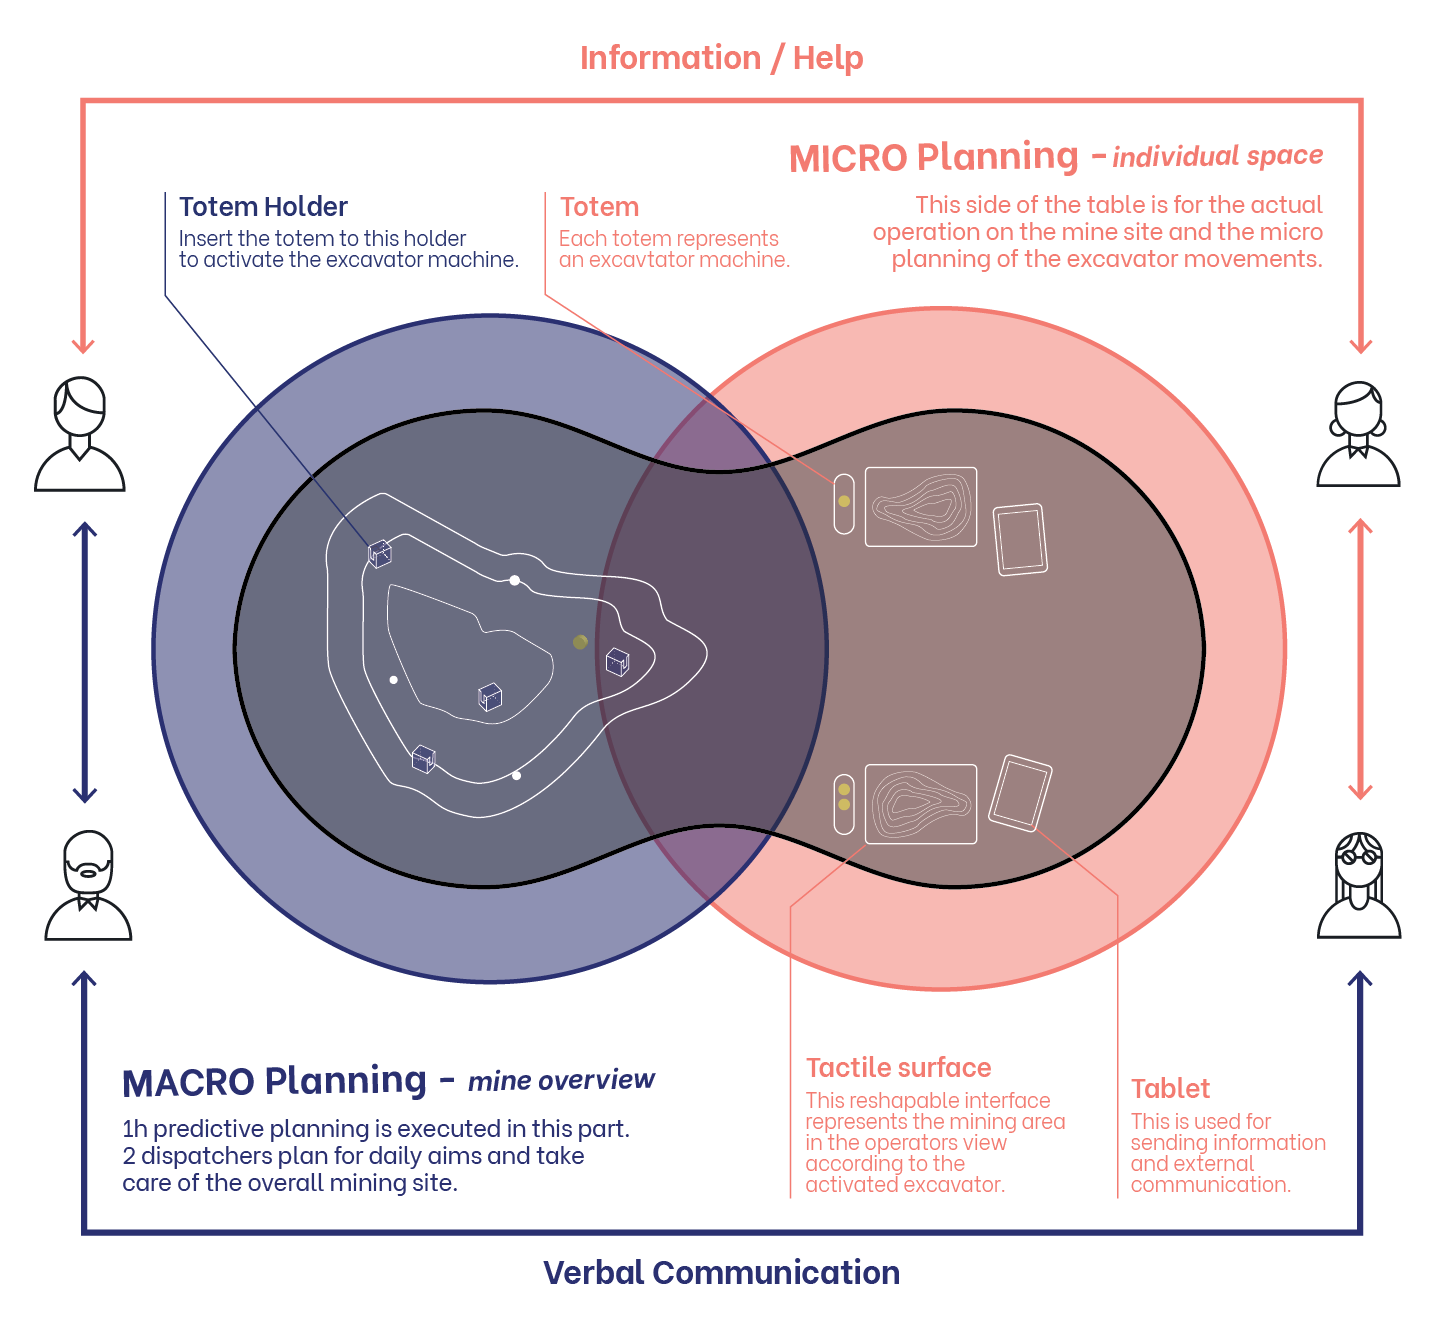 Information / Help
MICRO Planning - individual space
This side of the table is for the actual
operation on the mine site and the micro
planning of the excavator movements.
Totem Holder
Insert the totem to this holder
to activate the excavator machine.
Totem
Each totem represents
an excavtator machine.
MACRO Planning - mine overview
1h predictive planning is executed in this part.
2 dispatchers plan for daily aims and take
care of the overall mining site.
Tactile surface
This reshapable interface
represents the mining area
in the operators view
according to the
activated excavator.
Tablet
This is used for
sending information
and external
communication.
Verbal Communication